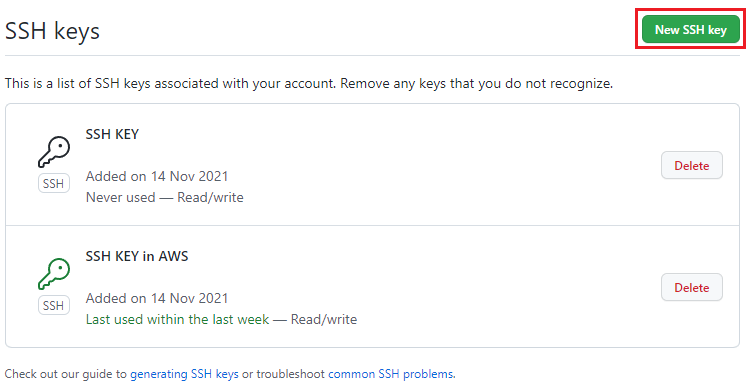 SSH keys
New SSH key
This is a list of SSH keys associated with your account. Remove any keys that you do not recognize.
SSH KEY
SSH
Added on 14 Nov 2021
Never used — Read/write
Delete
SSH KEY in AWS
SSH
Added on 14 Nov 2021
Last used within the last week — Read/write
Delete
Check out our guide to generating SSH keys or troubleshoot common SSH problems.